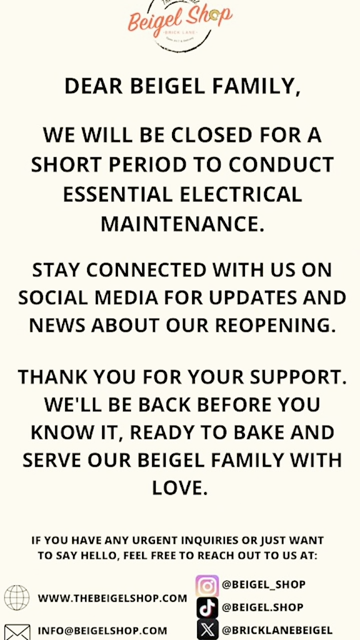 Beigel Shop
BRICK LANE
DEAR BEIGEL FAMILY,
WE WILL BE CLOSED FOR A
SHORT PERIOD TO CONDUCT
ESSENTIAL ELECTRICAL
MAINTENANCE.
STAY CONNECTED WITH US ON
SOCIAL MEDIA FOR UPDATES AND
NEWS ABOUT OUR REOPENING.
THANK YOU FOR YOUR SUPPORT.
WE'LL BE BACK BEFORE YOU
KNOW IT, READY TO BAKE AND
SERVE OUR BEIGEL FAMILY WITH
LOVE.
IF YOU HAVE ANY URGENT INQUIRIES OR JUST WANT
TO SAY HELLO, FEEL FREE TO REACH OUT TO US AT:
WWW.THEBEIGELSHOP.COM
INFO@BEIGELSHOP.COM
@BEIGEL_SHOP
@BEIGEL.SHOP
@BRICKLANEBEIGEL